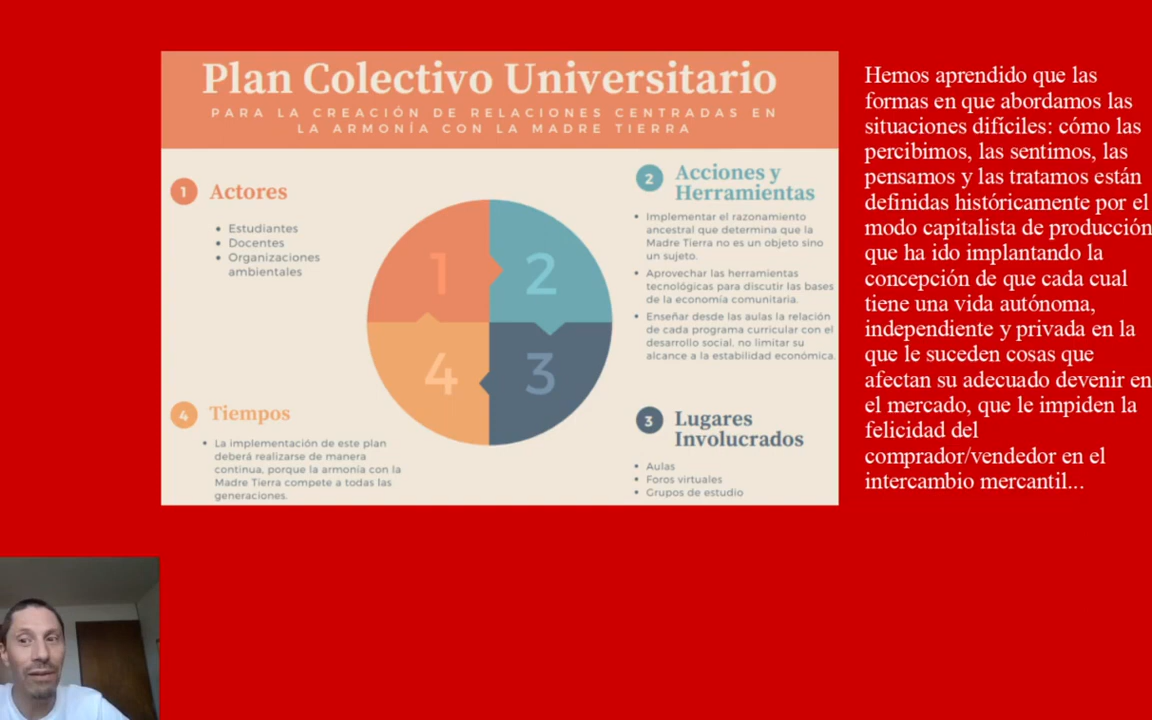 Plan Colectivo Universitario
PARA LA CREACIÓN DE RELACIONES CENTRADAS EN
LA ARMONÍA CON LA MADRE TIERRA
1 Actores
Estudiantes
Docentes
Organizaciones
ambientales
2 Acciones y
Herramientas
Implementar el razonamiento
ancestral que determina que la
Madre Tierra no es un objeto sino
un sujeto.
Aprovechar las herramientas
tecnológicas para discutir las bases
de la economía comunitaria.
Enseñar desde las aulas la relación
de cada programa curricular con el
desarrollo social, no limitar su
alcance a la estabilidad económica.
1 2
4 3
3 Lugares
Involucrados
Aulas
Foros virtuales
Grupos de estudio
4 Tiempos
La implementación de este plan
deberá realizarse de manera
continua, porque la armonía con la
Madre Tierra compete a todas las
generaciones.
Hemos aprendido que las
formas en que abordamos las
situaciones difíciles: cómo las
percibimos, las sentimos, las
pensamos y las tratamos están
definidas históricamente por el
modo capitalista de producción
que ha ido implantando la
concepción de que cada cual
tiene una vida autónoma,
independiente y privada en la
que le suceden cosas que
afectan su adecuado devenir en
el mercado, que le impiden la
felicidad del
comprador/vendedor en el
intercambio mercantil...